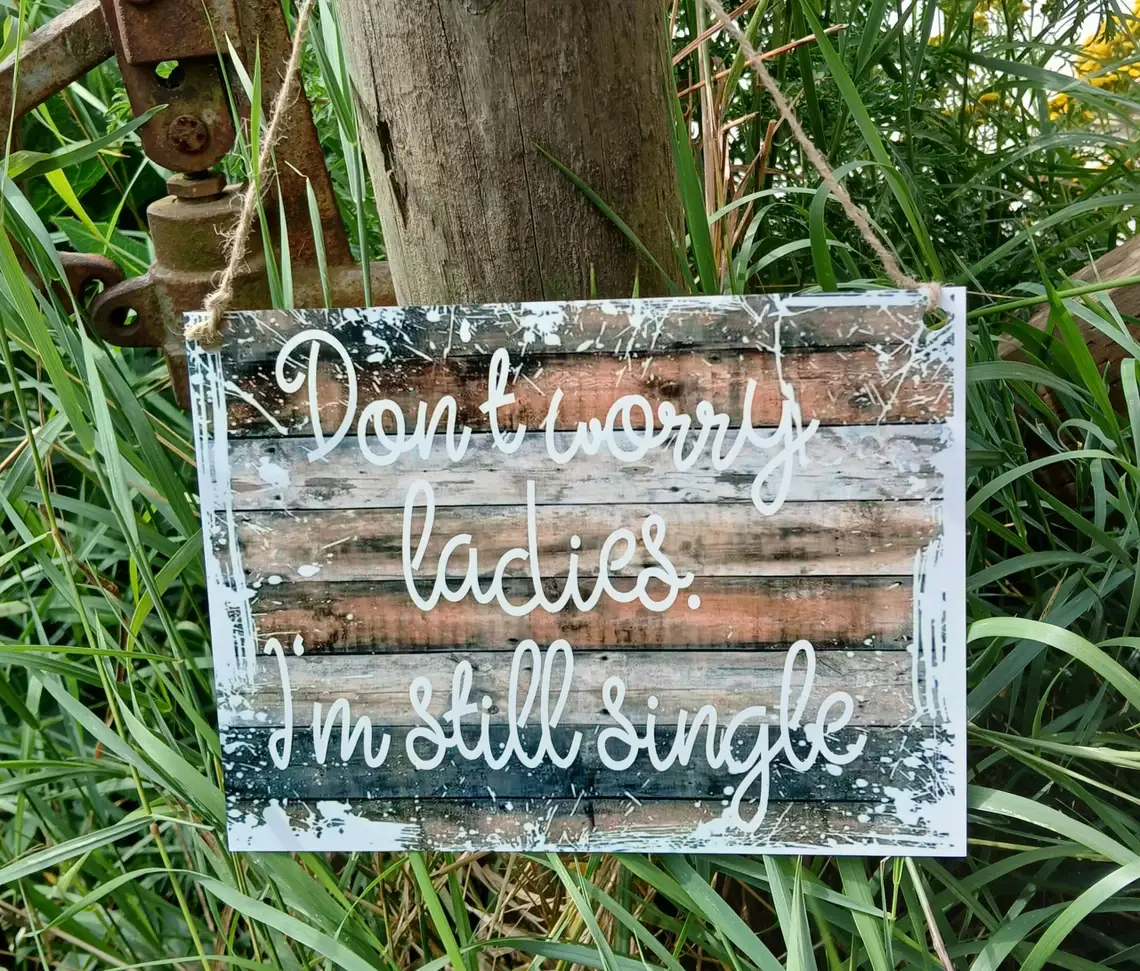 Don't worry,
ladies.
I'm still single